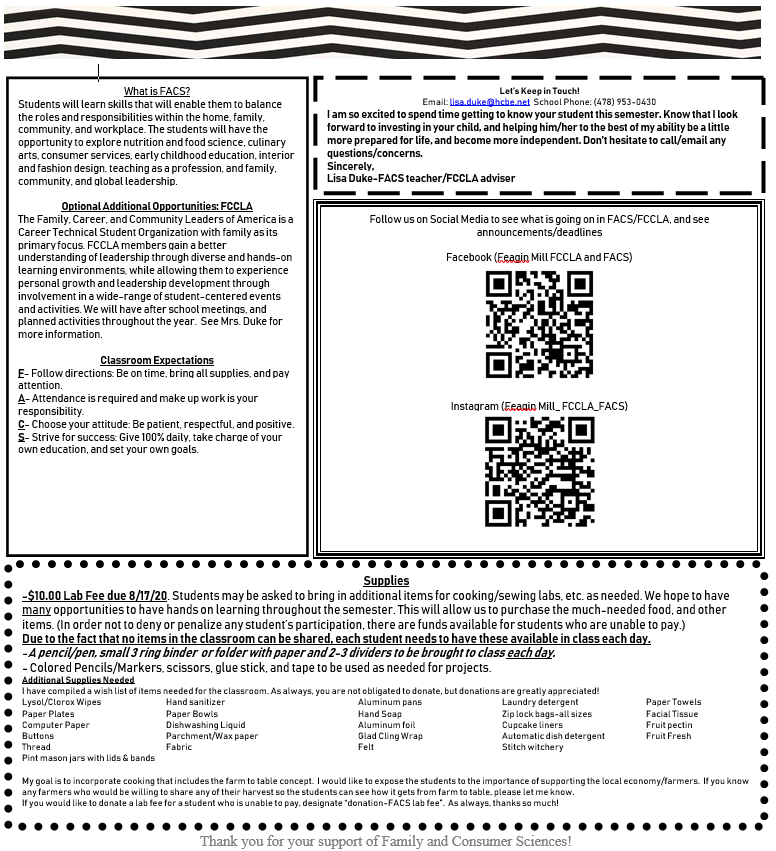 What is FACS?
Students will learn skills that will enable them to balance
the roles and responsibilities within the home, family,
community, and workplace. The students will have the
opportunity to explore nutrition and food science, culinary
arts, consumer services, early childhood education, interior
and fashion design, teaching as a profession, and family,
community, and global leadership.
Optional Additional Opportunities: FCCLA
The Family, Career, and Community Leaders of America is a
Career Technical Student Organization with family as its
primary focus. FCCLA members gain a better
understanding of leadership through diverse and hands-on
learning environments, while allowing them to experience
personal growth and leadership development through
involvement in a wide-range of student-centered events
and activities. We will have after school meetings, and
planned activities throughout the year.  See Mrs. Duke for
more information.
Classroom Expectations
F- Follow directions: Be on time, bring all supplies, and pay
attention.
A- Attendance is required and make up work is your
responsibility.
C- Choose your attitude: Be patient, respectful, and positive.
S- Strive for success: Give 100% daily, take charge of your
own education, and set your own goals.
Let's Keep in Touch!
Email: lisa.duke@hcbe.net  School Phone: (478) 953-0430
I am so excited to spend time getting to know your student this semester. Know that I look
forward to investing in your child, and helping him/her to the best of my ability be a little
more prepared for life, and become more independent. Don't hesitate to call/email any
questions/concerns.
Sincerely,
Lisa Duke-FACS teacher/FCCLA adviser
Follow us on Social Media to see what is going on in FACS/FCCLA, and see
announcements/deadlines
Facebook (Feagin Mill FCCLA and FACS)
Instagram (Feagin Mill_ FCCLA_FACS)
Supplies
-$10.00 Lab Fee due 8/17/20. Students may be asked to bring in additional items for cooking/sewing labs, etc. as needed. We hope to have
many opportunities to have hands on learning throughout the semester. This will allow us to purchase the much-needed food, and other
items. (In order not to deny or penalize any student's participation, there are funds available for students who are unable to pay.)
Due to the fact that no items in the classroom can be shared, each student needs to have these available in class each day.
- A pencil/pen, small 3 ring binder  or folder with paper and 2-3 dividers to be brought to class each day.
- Colored Pencils/Markers, scissors, glue stick, and tape to be used as needed for projects.
Additional Supplies Needed
I have compiled a wish list of items needed for the classroom. As always, you are not obligated to donate, but donations are greatly appreciated!
Lysol/Clorox Wipes Hand sanitizer Aluminum pans Laundry detergent Paper Towels
Paper Plates Paper Bowls Hand Soap Zip lock bags-all sizes Facial Tissue
Computer Paper Dishwashing Liquid Aluminum foil Cupcake liners Fruit pectin
Buttons Parchment/Wax paper Glad Cling Wrap Automatic dish detergent Fruit Fresh
Thread Fabric Felt Stitch witchery
Pint mason jars with lids & bands
My goal is to incorporate cooking that includes the farm to table concept.  I would like to expose the students to the importance of supporting the local economy/farmers.  If you know
any farmers who would be willing to share any of their harvest so the students can see how it gets from farm to table, please let me know.
If you would like to donate a lab fee for a student who is unable to pay, designate "donation-FACS lab fee".  As always, thanks so much!
Thank you for your support of Family and Consumer Sciences!